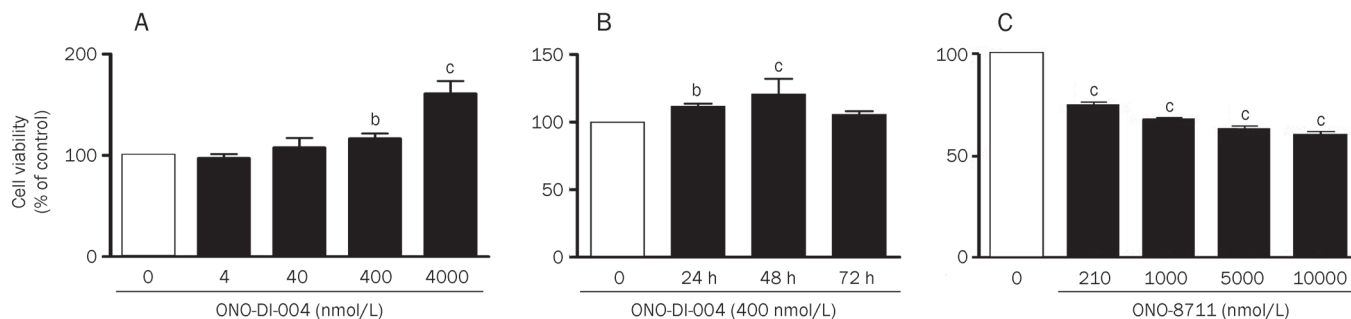 A
Cell viability
(% of control)
200
100
0
b
c
0 4 40 400 4000
ONO-DI-004 (nmol/L)
B
150
100
50
0
b
c
0 24 h 48 h 72 h
ONO-DI-004 (400 nmol/L)
C
100
50
0
c c c c
0 210 1000 5000 10000
ONO-8711 (nmol/L)